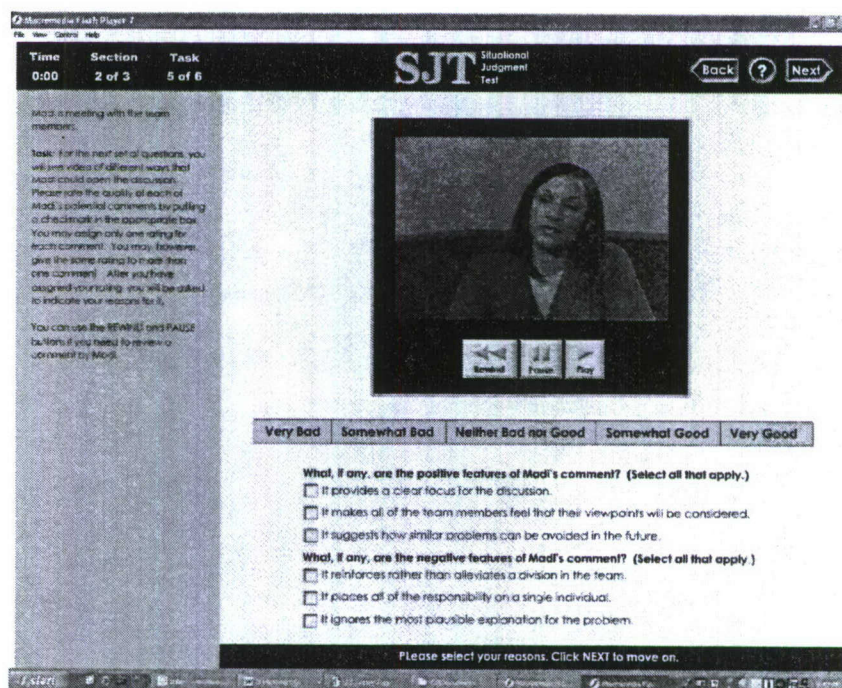 Macromedia Flash Player 7
File View Control Help
Time Section Task
0:00 2 of 3 5 of 6
SJT Situational
Judgment
Test
Back ? Next
Madi is meeting with the team
members.
Task: For the next set of questions, you
will see video of different ways that
Madi could open the discussion.
Please rate the quality of each of
Madi's potential comments by putting
a checkmark in the appropriate box.
You may assign only one rating for
each comment. You may, however,
give the same rating to more than
one comment. After you have
assigned your rating, you will be asked
to indicate your reasons for it.
You can use the REWIND and PAUSE
buttons if you need to review a
comment by Madi.
Rewind Pause Play
Very Bad Somewhat Bad Neither Bad nor Good Somewhat Good Very Good
What, if any, are the positive features of Madi's comment? (Select all that apply.)
It provides a clear focus for the discussion.
It makes all of the team members feel that their viewpoints will be considered.
It suggests how similar problems can be avoided in the future.
What, if any, are the negative features of Madi's comment? (Select all that apply.)
It reinforces rather than alleviates a division in the team.
It places all of the responsibility on a single individual.
It ignores the most plausible explanation for the problem.
PLease select your reasons. Click NEXT to move on.
start